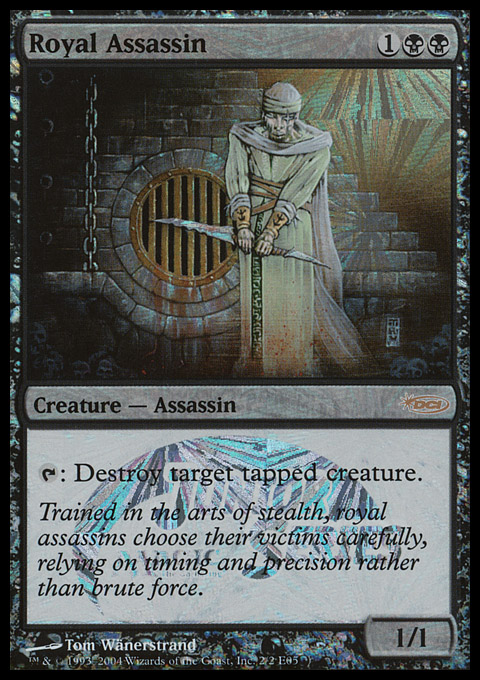 Royal Assassin
1
Creature — Assassin
DCI
: Destroy target tapped creature.
Trained in the arts of stealth, royal
assassins choose their victims carefully,
relying on timing and precision rather
than brute force.
1/1
Tom Wänerstrand
™ & © 1993–2004 Wizards of the Coast, Inc. 2/2 E05